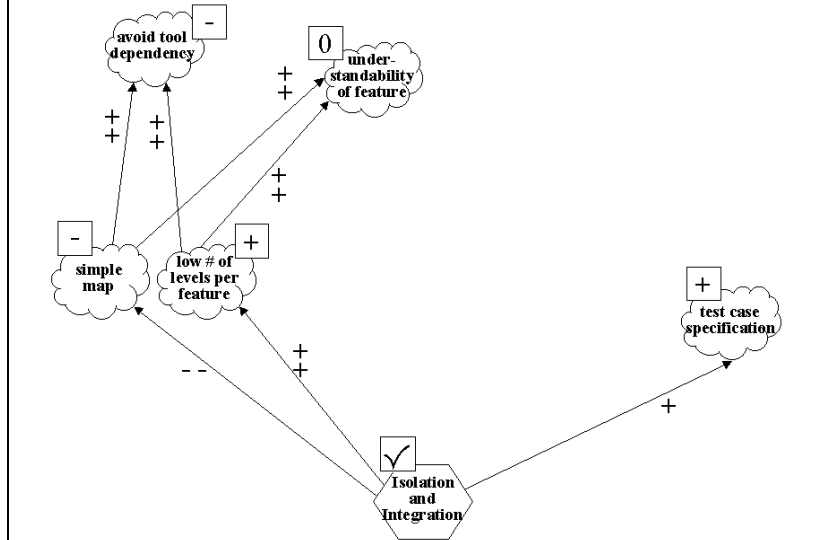 avoid tool
dependency
-
0
under-
standability
of feature
+
+
+
+
+
+
+
+
-
simple
map
+
low # of
levels per
feature
+
test case
specification
- -
+
+
+
✓
Isolation
and
Integration